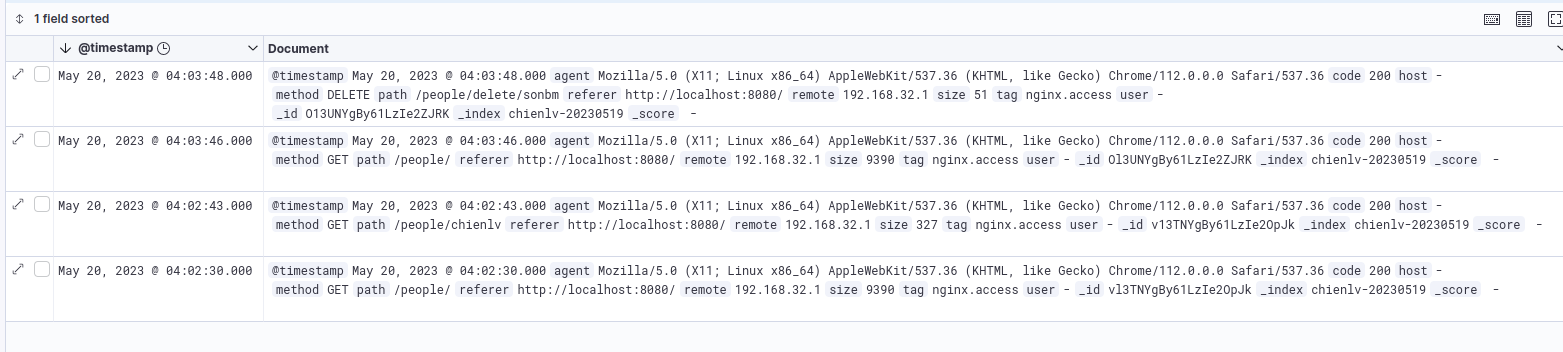 1 field sorted
@timestamp Document
May 20, 2023 @ 04:03:48.000 @timestamp May 20, 2023 @ 04:03:48.000 agent Mozilla/5.0 (X11; Linux x86_64) AppleWebKit/537.36 (KHTML, like Gecko) Chrome/112.0.0.0 Safari/537.36 code 200 host -
method DELETE path /people/delete/sonbm referer http://localhost:8080/ remote 192.168.32.1 size 51 tag nginx.access user -
_id O13UNYgBy61LzIe2ZJRK _index chienlv-20230519 _score -
May 20, 2023 @ 04:03:46.000 @timestamp May 20, 2023 @ 04:03:46.000 agent Mozilla/5.0 (X11; Linux x86_64) AppleWebKit/537.36 (KHTML, like Gecko) Chrome/112.0.0.0 Safari/537.36 code 200 host -
method GET path /people/ referer http://localhost:8080/ remote 192.168.32.1 size 9390 tag nginx.access user - _id Ol3UNYgBy61LzIe2ZJRK _index chienlv-20230519 _score -
May 20, 2023 @ 04:02:43.000 @timestamp May 20, 2023 @ 04:02:43.000 agent Mozilla/5.0 (X11; Linux x86_64) AppleWebKit/537.36 (KHTML, like Gecko) Chrome/112.0.0.0 Safari/537.36 code 200 host -
method GET path /people/chienlv referer http://localhost:8080/ remote 192.168.32.1 size 327 tag nginx.access user - _id v13TNYgBy61LzIe2OpJk _index chienlv-20230519 _score -
May 20, 2023 @ 04:02:30.000 @timestamp May 20, 2023 @ 04:02:30.000 agent Mozilla/5.0 (X11; Linux x86_64) AppleWebKit/537.36 (KHTML, like Gecko) Chrome/112.0.0.0 Safari/537.36 code 200 host -
method GET path /people/ referer http://localhost:8080/ remote 192.168.32.1 size 9390 tag nginx.access user - _id vl3TNYgBy61LzIe2OpJk _index chienlv-20230519 _score -